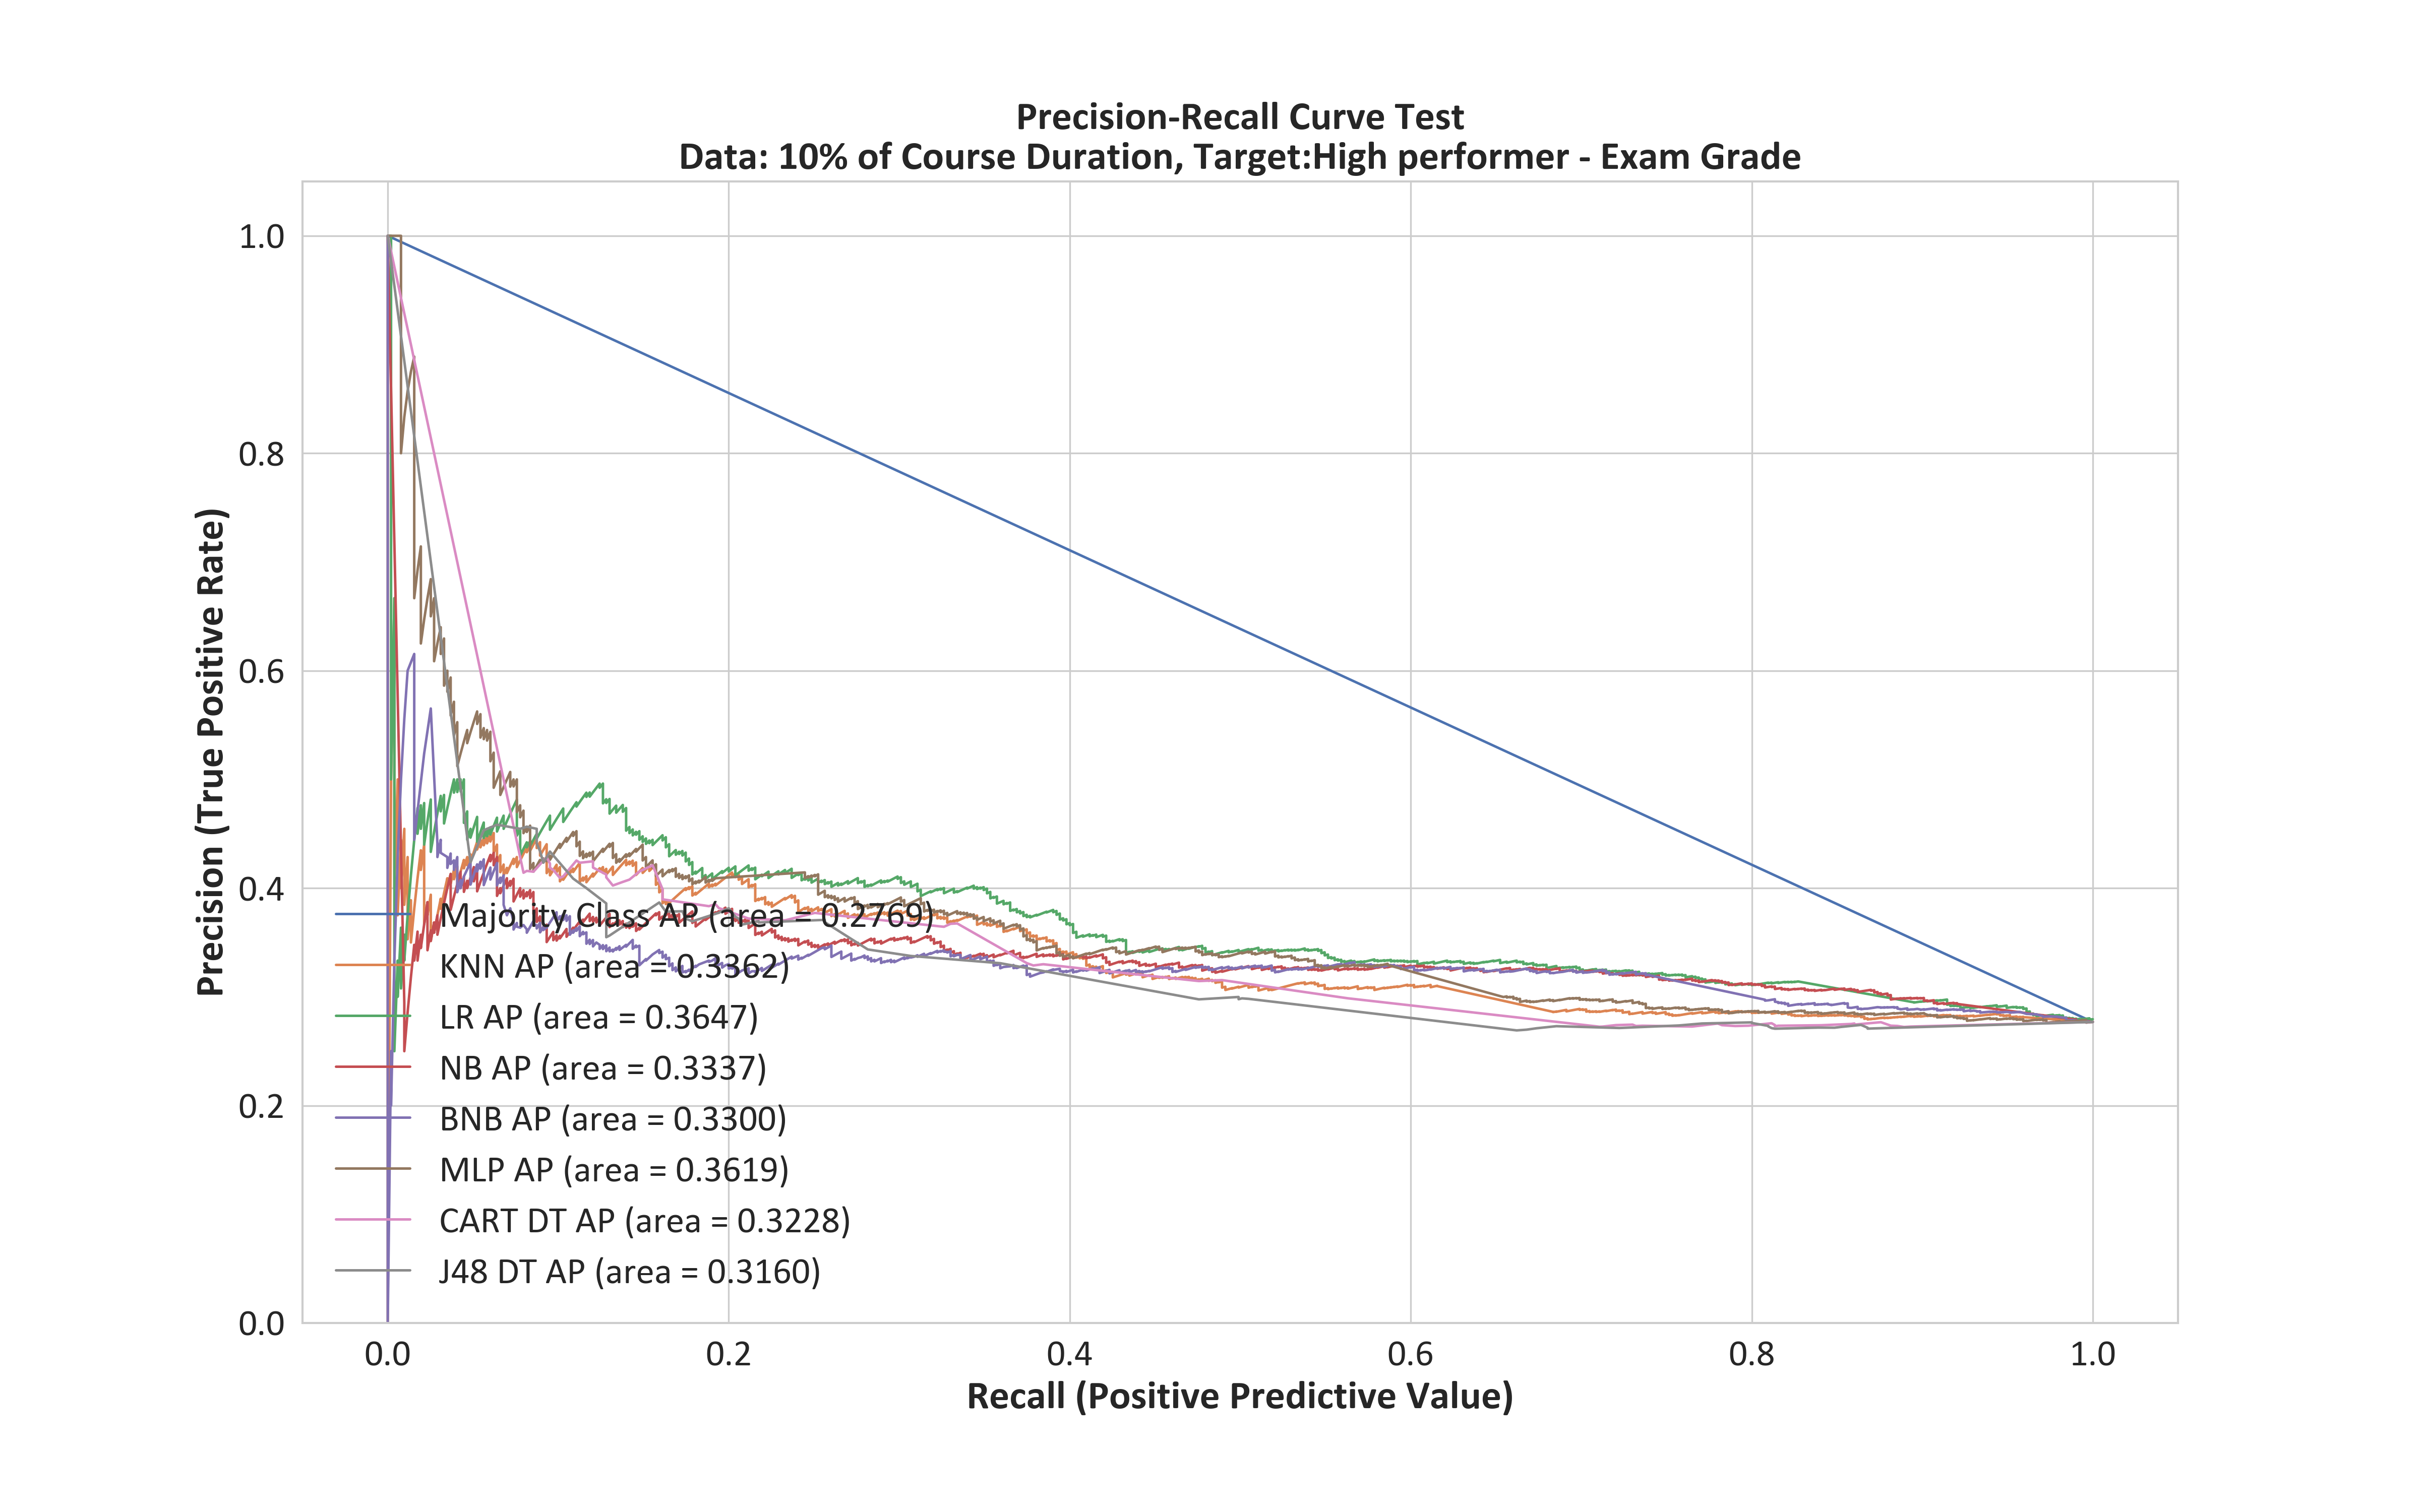 Precision-Recall Curve Test
Data: 10% of Course Duration, Target:High performer - Exam Grade
Precision (True Positive Rate)
1.0
0.8
0.6
0.4
0.2
0.0
Majority Class AP (area = 0.2769)
KNN AP (area = 0.3362)
LR AP (area = 0.3647)
NB AP (area = 0.3337)
BNB AP (area = 0.3300)
MLP AP (area = 0.3619)
CART DT AP (area = 0.3228)
J48 DT AP (area = 0.3160)
0.0 0.2 0.4 0.6 0.8 1.0
Recall (Positive Predictive Value)